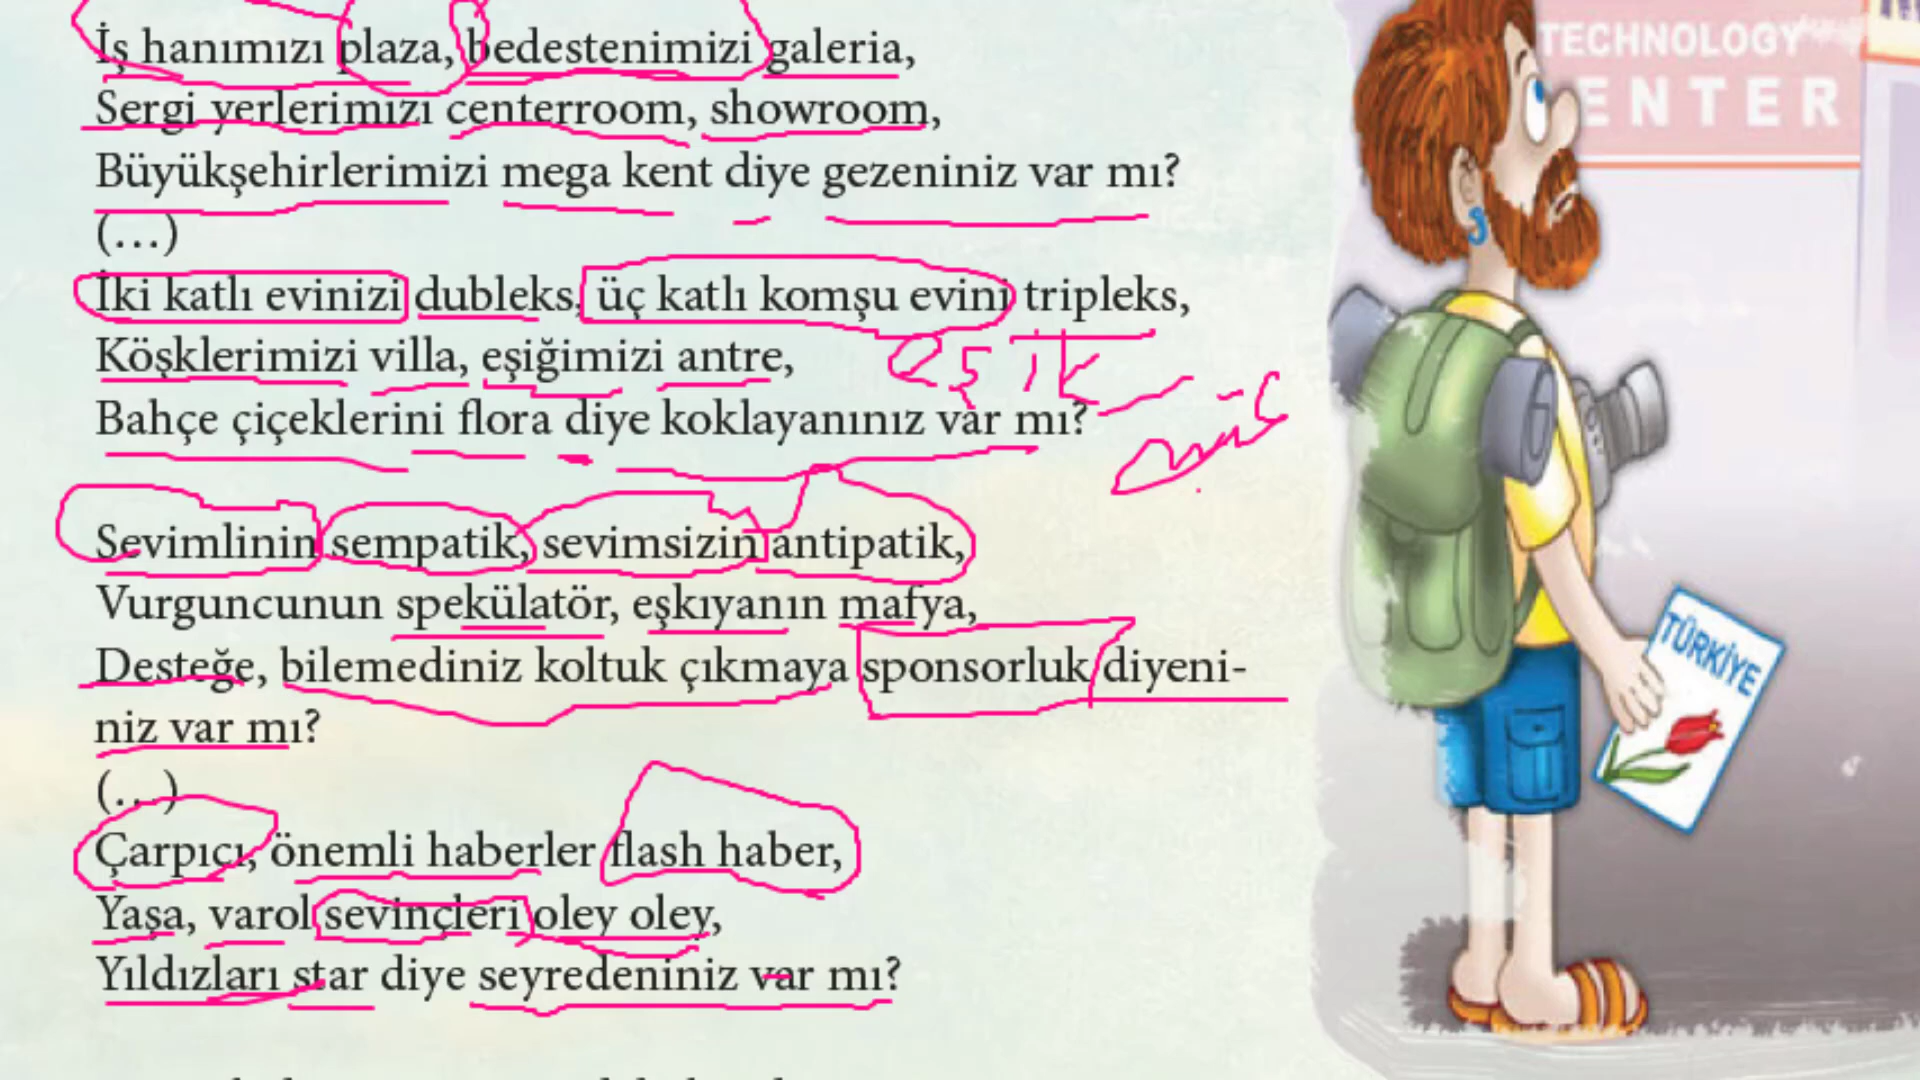 İş hanımızı plaza, bedestenimizi galeria,
Sergi yerlerimizi centerroom, showroom,
Büyükşehirlerimizi mega kent diye gezeniniz var mı?
(...)
İki katlı evinizi dubleks, üç katlı komşu evini tripleks,
Köşklerimizi villa, eşiğimizi antre,
eşik
Bahçe çiçeklerini flora diye koklayanınız var mı?
Sevimlinin sempatik, sevimsizin antipatik,
Vurguncunun spekülatör, eşkıyanın mafya,
Desteğe, bilemediniz koltuk çıkmaya sponsorluk diyeni-
niz var mı?
(...)
Çarpıcı, önemli haberler flash haber,
Yaşa, varol sevinçleri oley oley,
Yıldızları star diye seyredeniniz var mı?
TECHNOLOGY
ENTER
TÜRKİYE